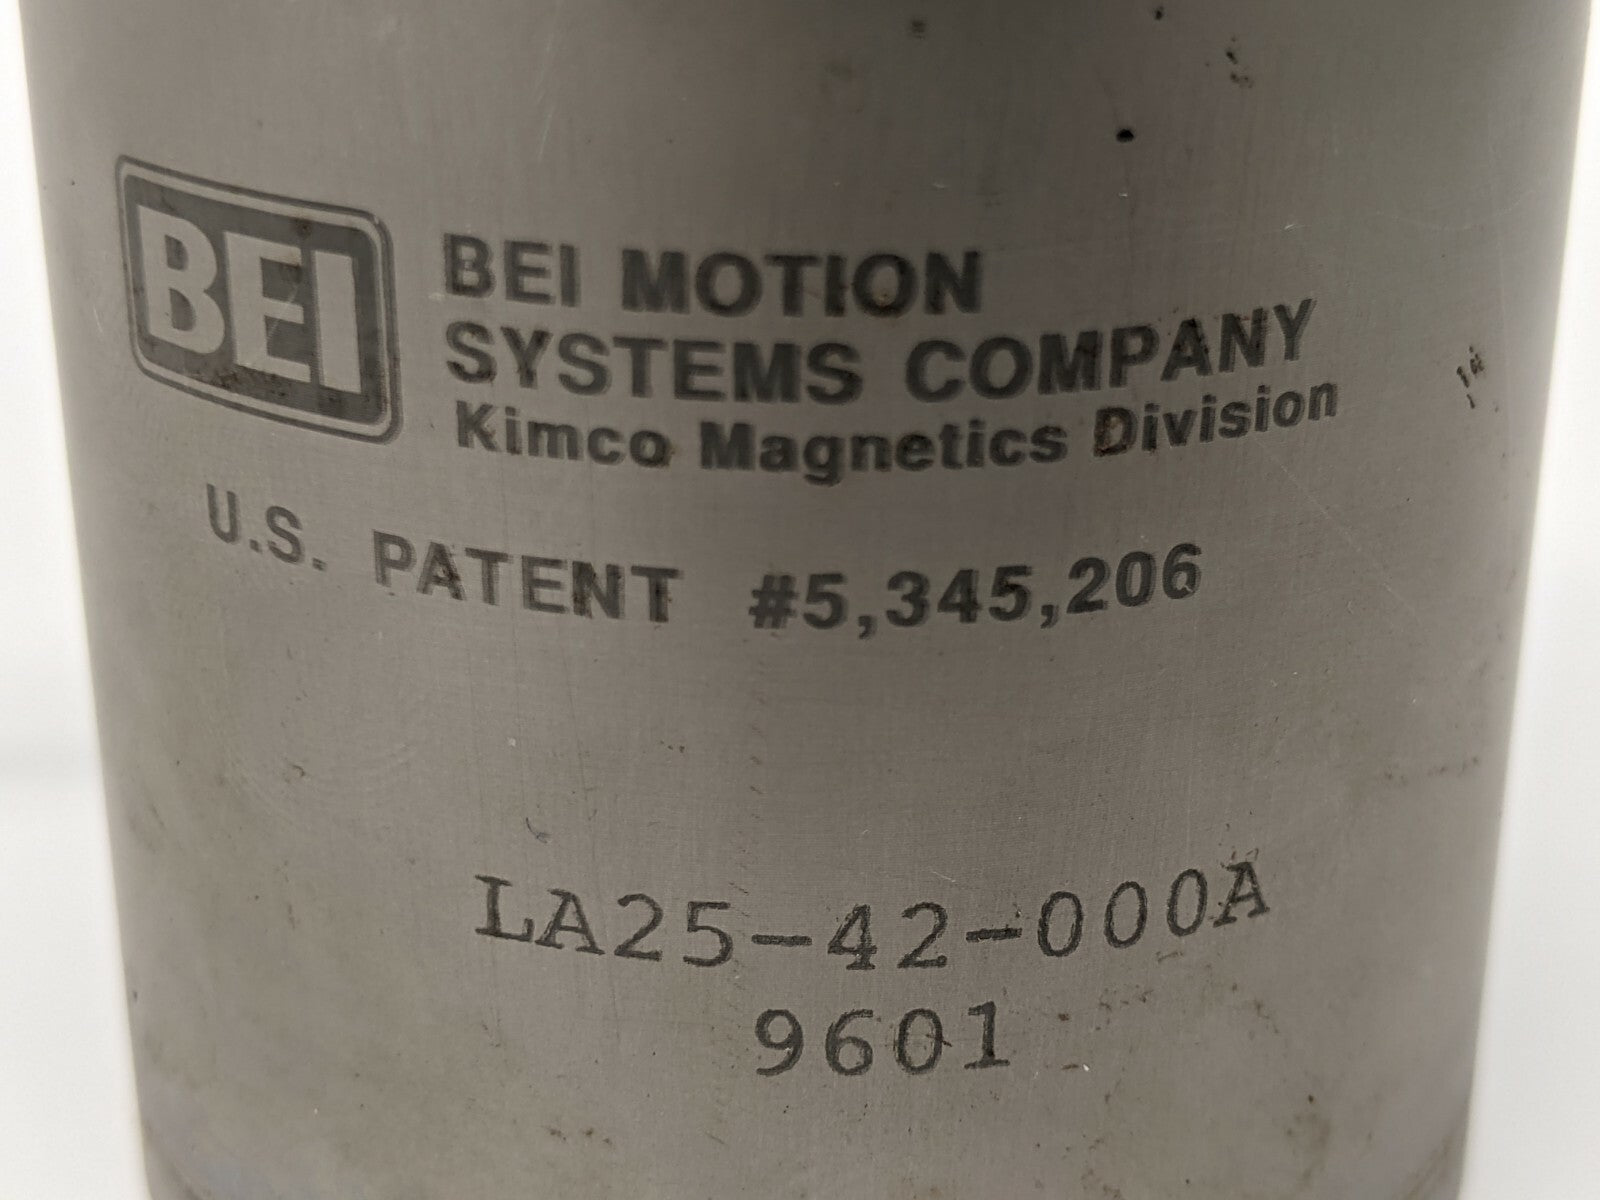 BEI
BEI MOTION
SYSTEMS COMPANY
Kimco Magnetics Division
U.S. PATENT #5,345,206
LA25-42-000A
9601